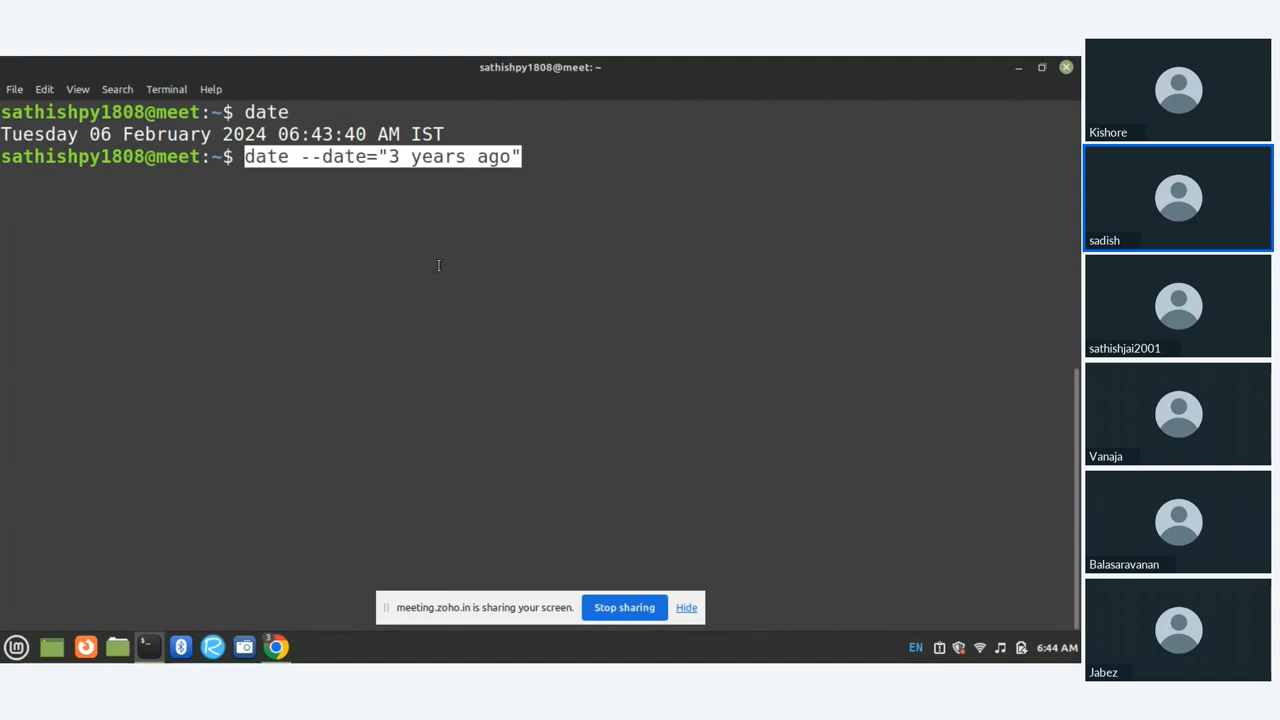 sathishpy1808@meet: ~
File Edit View Search Terminal Help
sathishpy1808@meet:~$ date
Tuesday 06 February 2024 06:43:40 AM IST
sathishpy1808@meet:~$ date --date="3 years ago"
meeting.zoho.in is sharing your screen. Stop sharing Hide
3
EN 6:44 AM
Kishore
sadish
sathishjai2001
Vanaja
Balasaravanan
Jabez